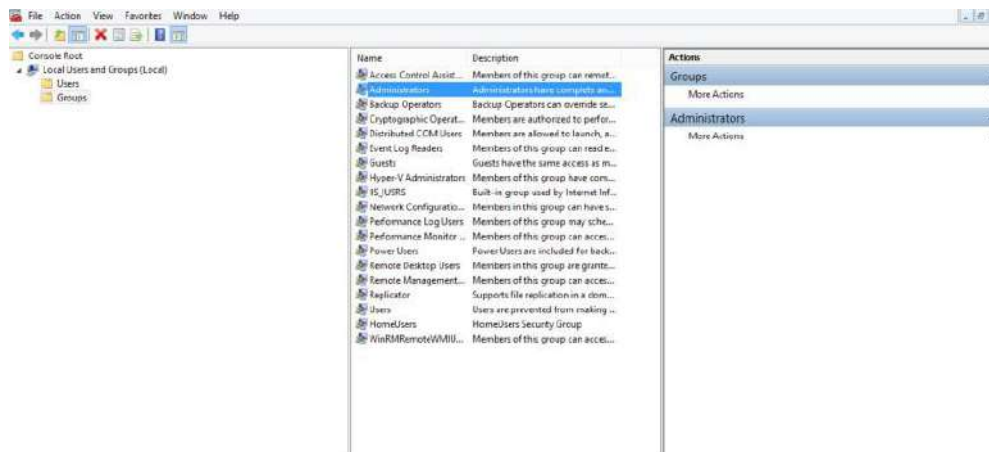 File Action View Favorites Window Help
Console Root
Local Users and Groups (Local)
Users
Groups
Name Description
Access Control Assist... Members of this group can remot...
Administrators Administrators have complete an...
Backup Operators Backup Operators can override se...
Cryptographic Operat... Members are authorized to perfor...
Distributed COM Users Members are allowed to launch, a...
Event Log Readers Members of this group can read e...
Guests Guests have the same access as m...
Hyper-V Administrators Members of this group have com...
IIS_IUSRS Built-in group used by Internet Inf...
Network Configuratio... Members in this group can have s...
Performance Log Users Members of this group may sche...
Performance Monitor ... Members of this group can acces...
Power Users Power Users are included for back...
Remote Desktop Users Members in this group are grante...
Remote Management... Members of this group can acces...
Replicator Supports file replication in a dom...
Users Users are prevented from making ...
HomeUsers HomeUsers Security Group
WinRMRemoteWMIU... Members of this group can acces...
Actions
Groups
More Actions
Administrators
More Actions